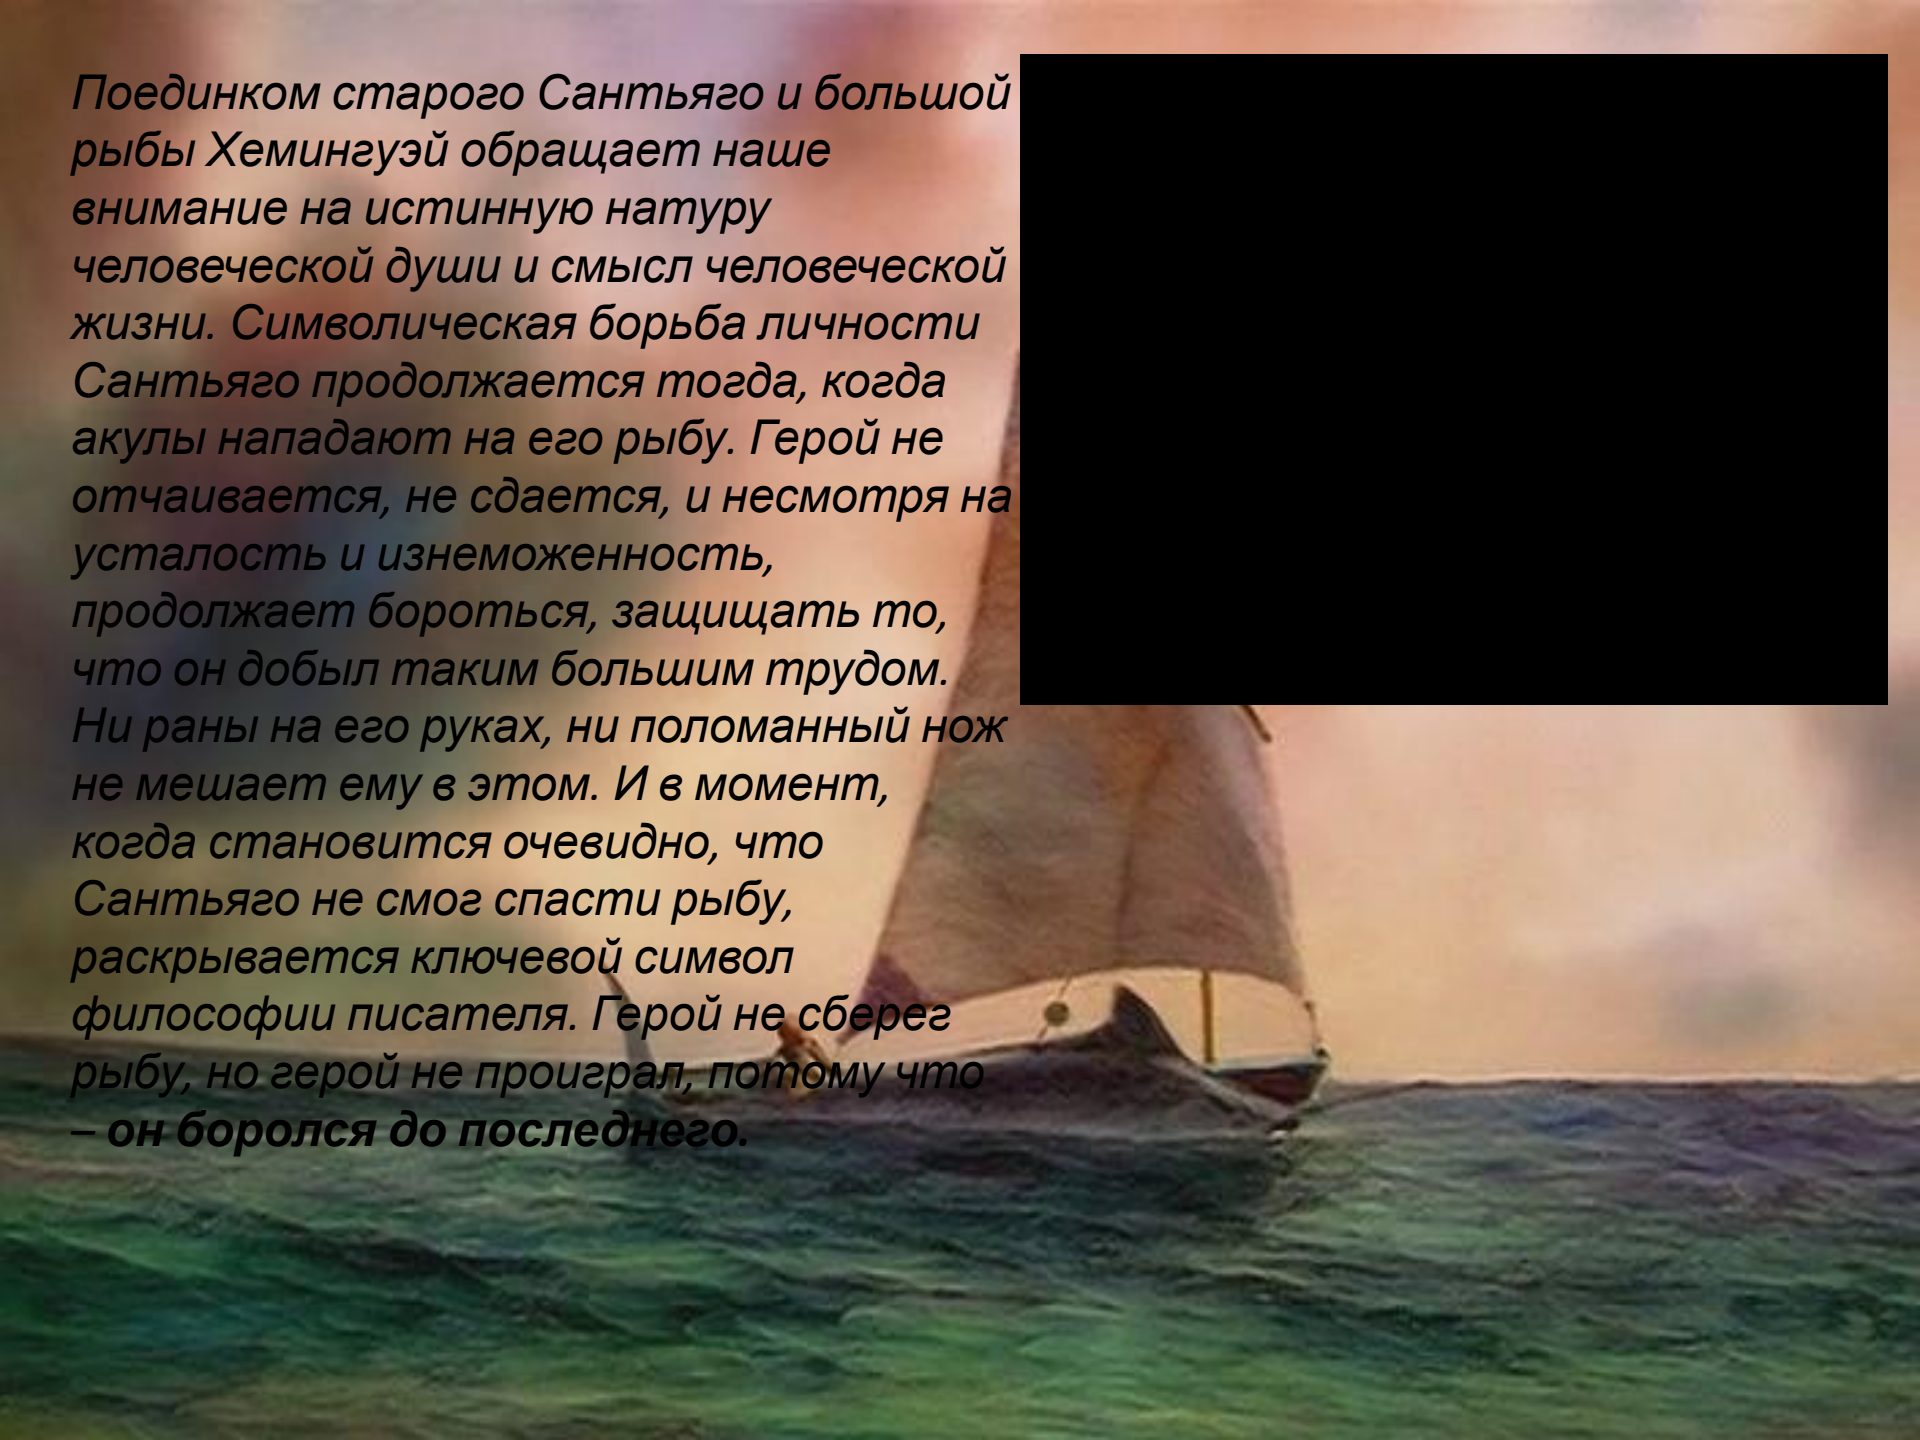 Поединком старого Сантьяго и большой
рыбы Хемингуэй обращает наше
внимание на истинную натуру
человеческой души и смысл человеческой
жизни. Символическая борьба личности
Сантьяго продолжается тогда, когда
акулы нападают на его рыбу. Герой не
отчаивается, не сдается, и несмотря на
усталость и изнеможенность,
продолжает бороться, защищать то,
что он добыл таким большим трудом.
Ни раны на его руках, ни поломанный нож
не мешает ему в этом. И в момент,
когда становится очевидно, что
Сантьяго не смог спасти рыбу,
раскрывается ключевой символ
философии писателя. Герой не сберег
рыбу, но герой не проиграл, потому что
– он боролся до последнего.